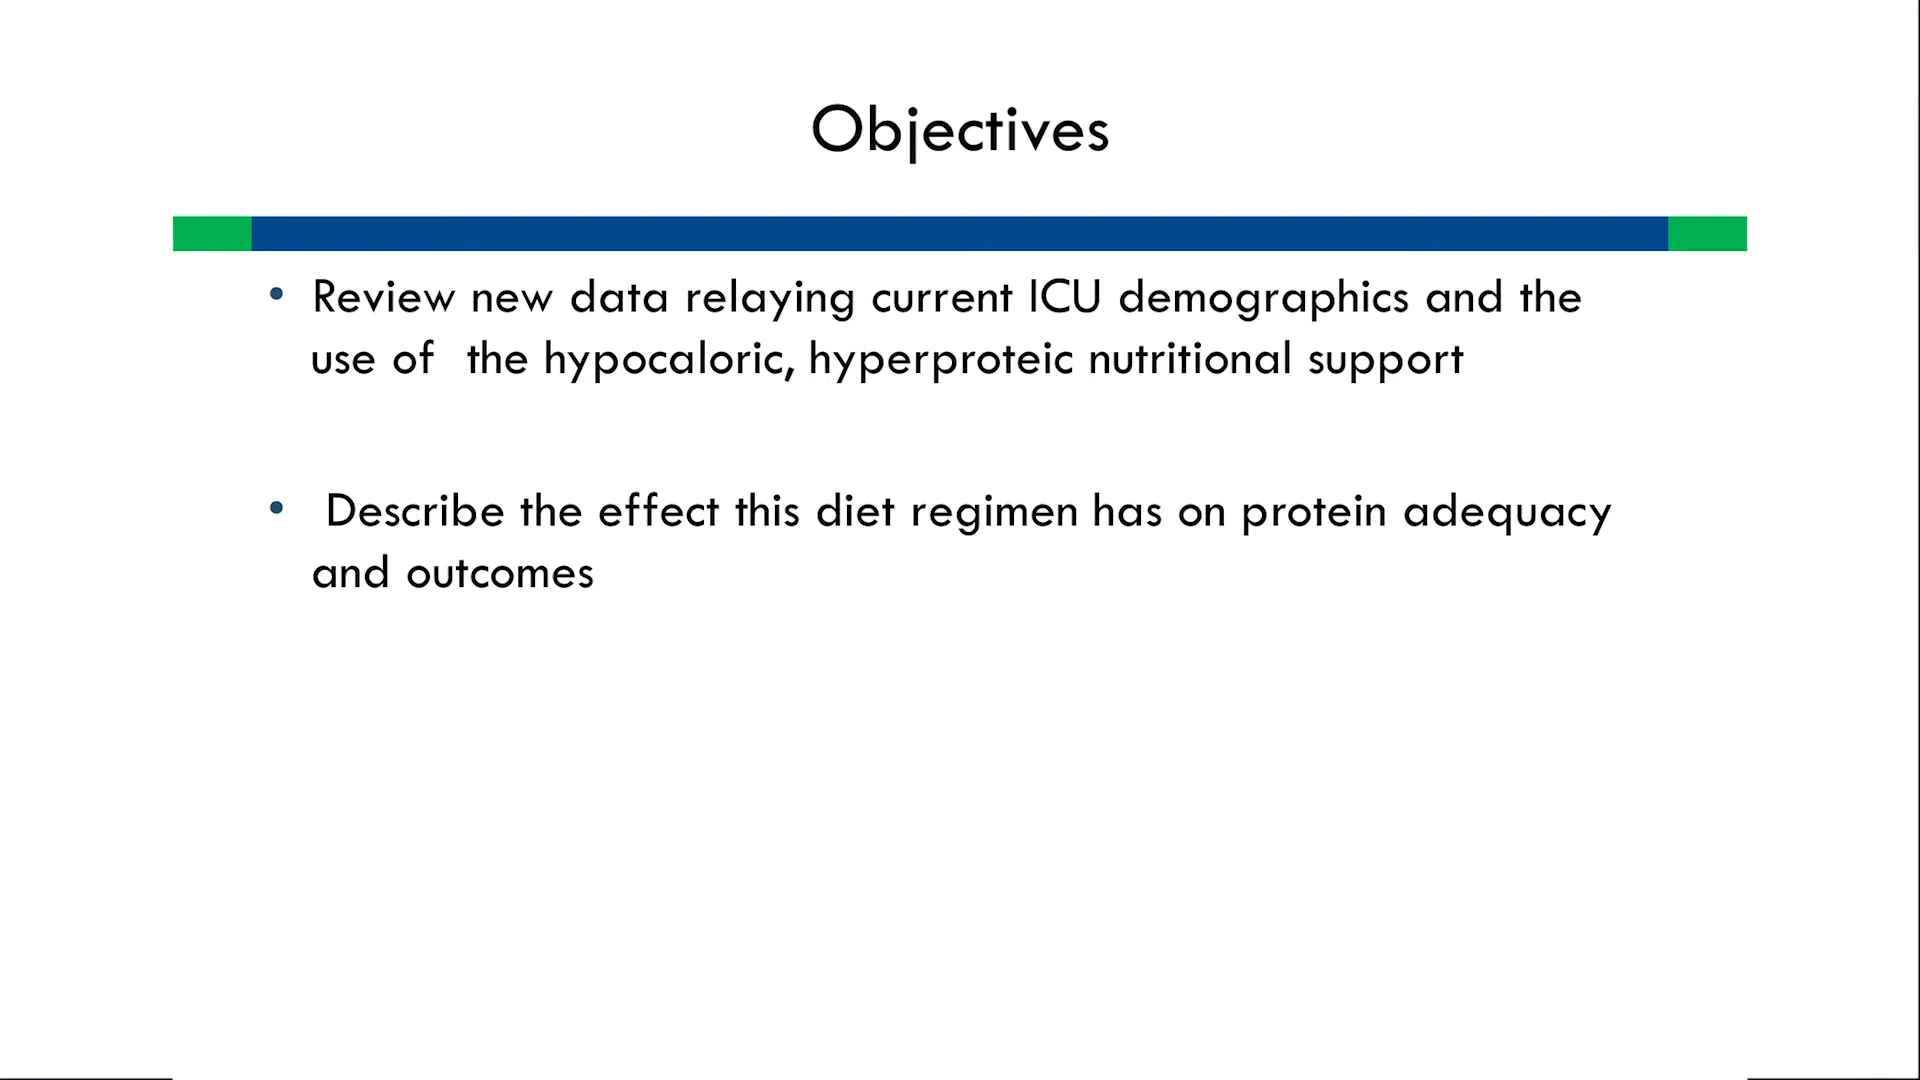 Objectives
• Review new data relaying current ICU demographics and the
use of  the hypocaloric, hyperproteic nutritional support
•  Describe the effect this diet regimen has on protein adequacy
and outcomes